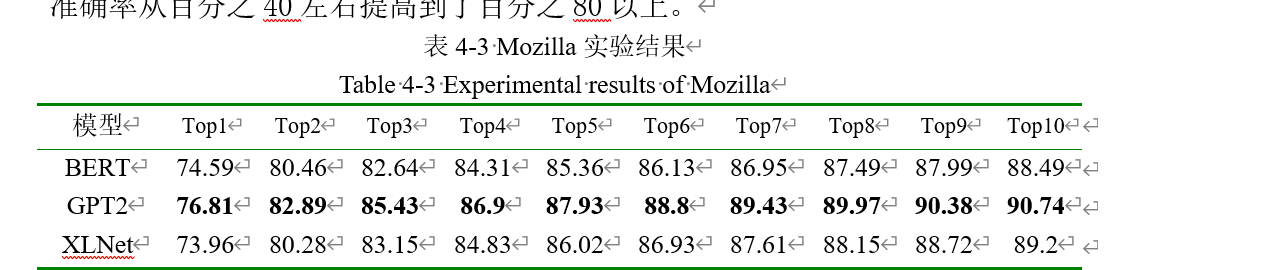 准确率从百分之 40 左右提高到了百分之 80 以上。
表 4-3 Mozilla 实验结果
Table 4-3 Experimental results of Mozilla
模型 Top1 Top2 Top3 Top4 Top5 Top6 Top7 Top8 Top9 Top10
BERT 74.59 80.46 82.64 84.31 85.36 86.13 86.95 87.49 87.99 88.49
GPT2 76.81 82.89 85.43 86.9 87.93 88.8 89.43 89.97 90.38 90.74
XLNet 73.96 80.28 83.15 84.83 86.02 86.93 87.61 88.15 88.72 89.2